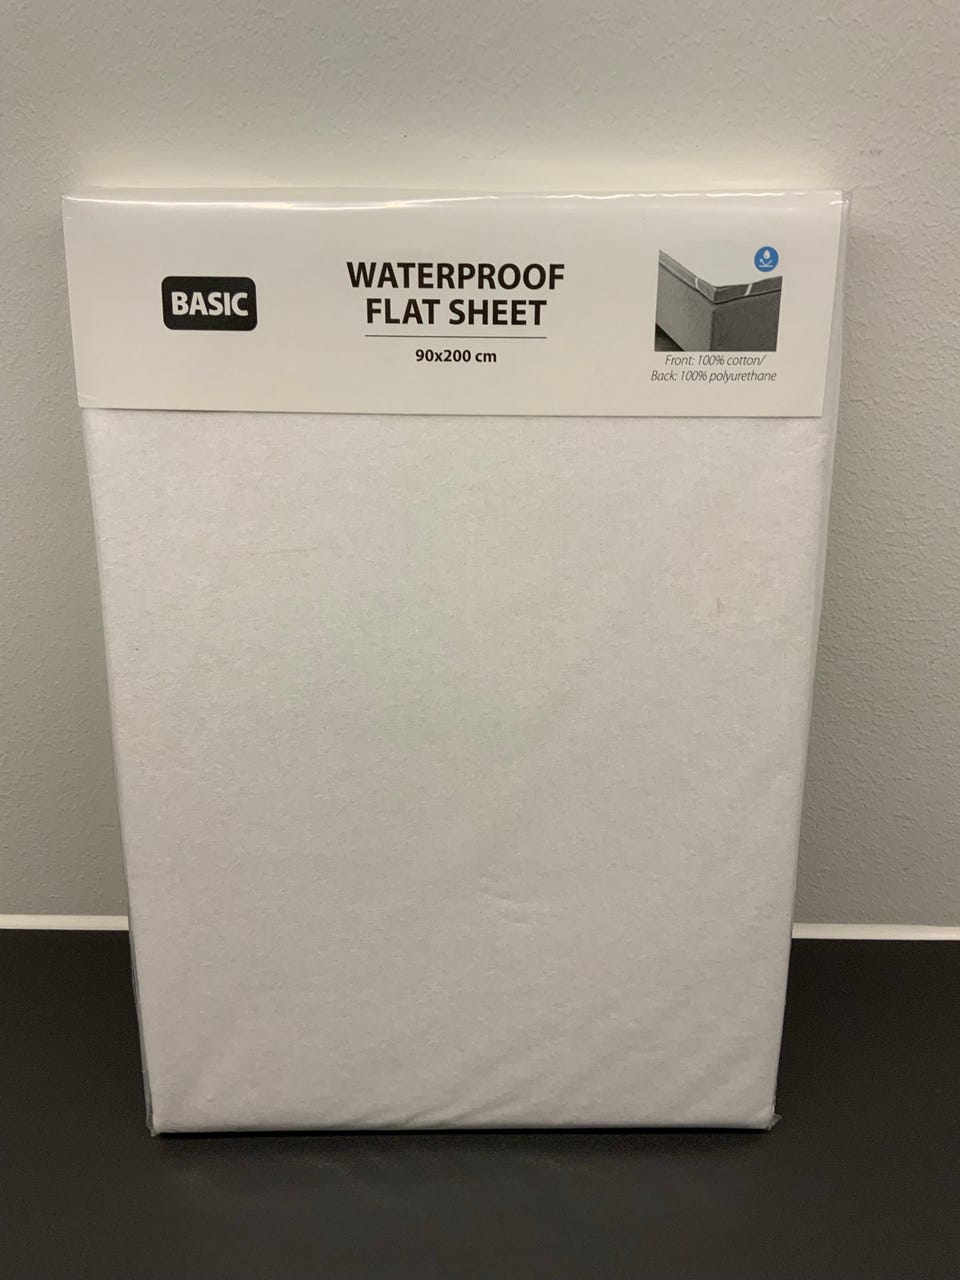 BASIC
WATERPROOF
FLAT SHEET
90x200 cm
Front: 100% cotton/
Back: 100% polyurethane